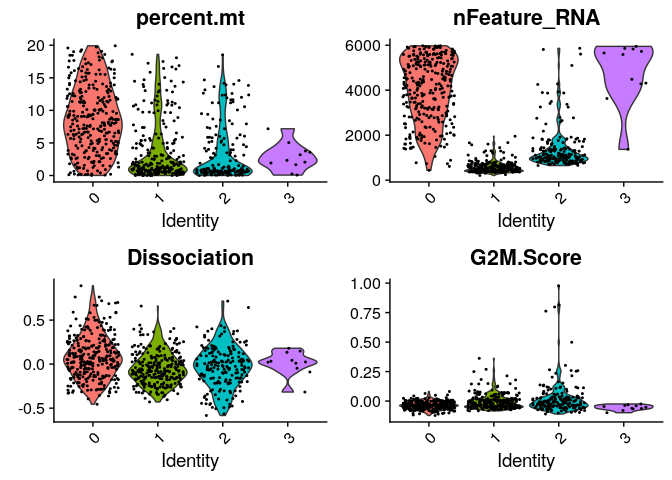 percent.mt
20
15
10
5
0
0 1 2 3
Identity
nFeature_RNA
6000
4000
2000
0
0 1 2 3
Identity
Dissociation
0.5
0.0
-0.5
0 1 2 3
Identity
G2M.Score
1.00
0.75
0.50
0.25
0.00
0 1 2 3
Identity